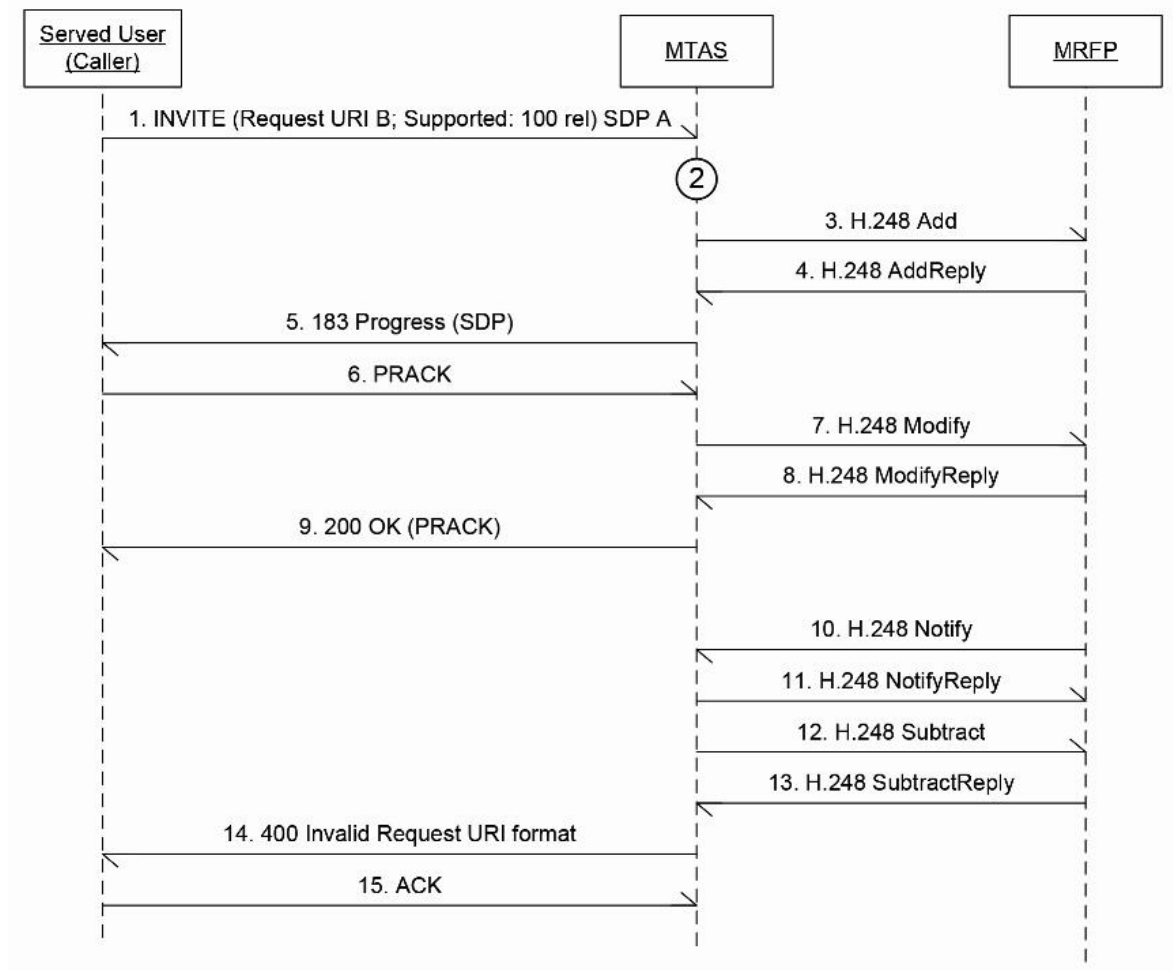 Served User
(Caller)
MTAS
MRFP
1. INVITE (Request URI B; Supported: 100 rel) SDP A
2
3. H.248 Add
4. H.248 AddReply
5. 183 Progress (SDP)
6. PRACK
7. H.248 Modify
8. H.248 ModifyReply
9. 200 OK (PRACK)
10. H.248 Notify
11. H.248 NotifyReply
12. H.248 Subtract
13. H.248 SubtractReply
14. 400 Invalid Request URI format
15. ACK